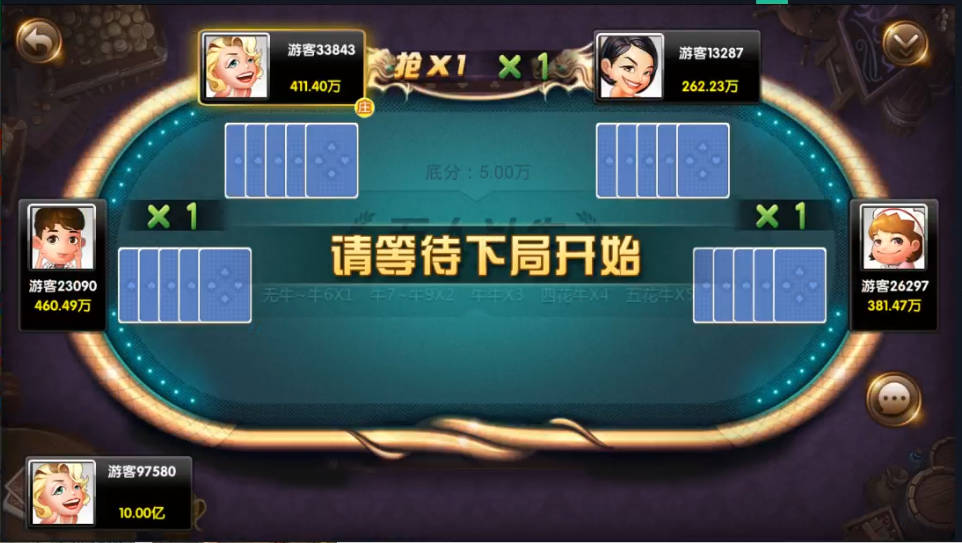 游客33843
411.40万
庄
抢X1
X1
游客13287
262.23万
底分：5.00万
X1
X1
请等待下局开始
游客23090
460.49万
游客26297
381.47万
无牛~牛6X1 牛7~牛9X2 牛牛X3 四花牛X4 五花牛X5
游客97580
10.00亿